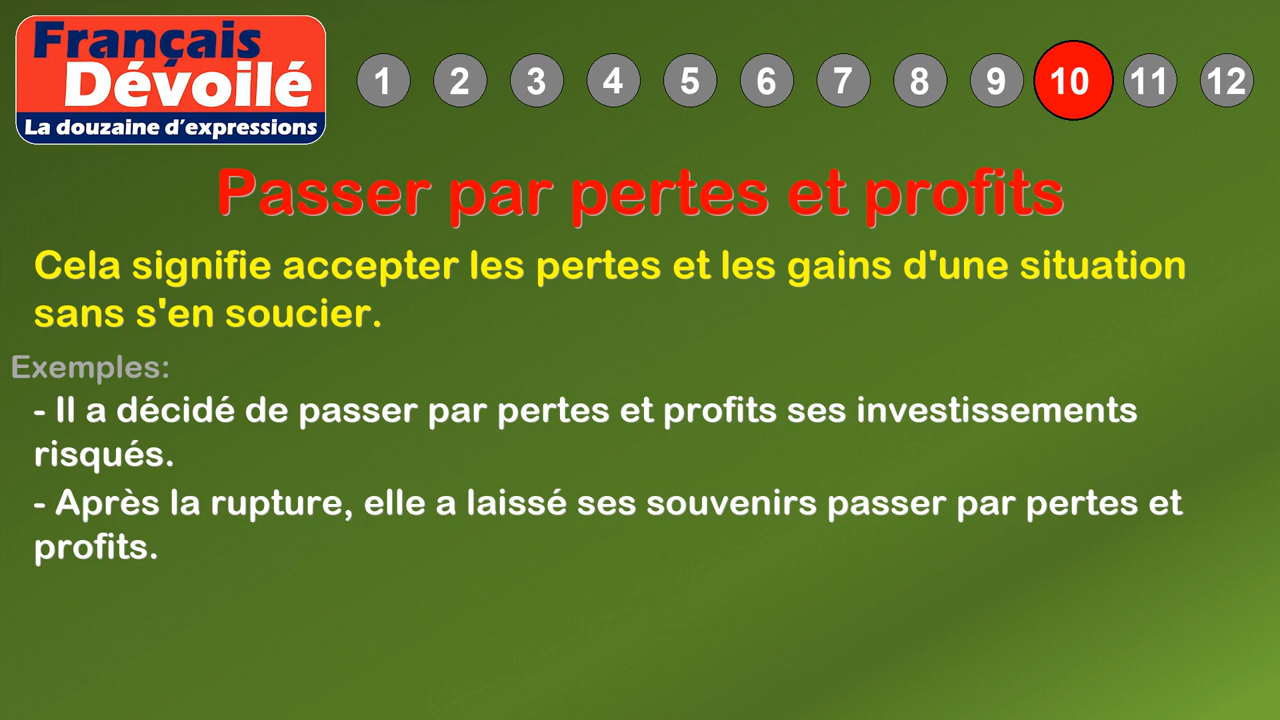 Français
Dévoilé
La douzaine d'expressions
1 2 3 4 5 6 7 8 9 10 11 12
Passer par pertes et profits
Cela signifie accepter les pertes et les gains d'une situation
sans s'en soucier.
Exemples:
- Il a décidé de passer par pertes et profits ses investissements
risqués.
- Après la rupture, elle a laissé ses souvenirs passer par pertes et
profits.